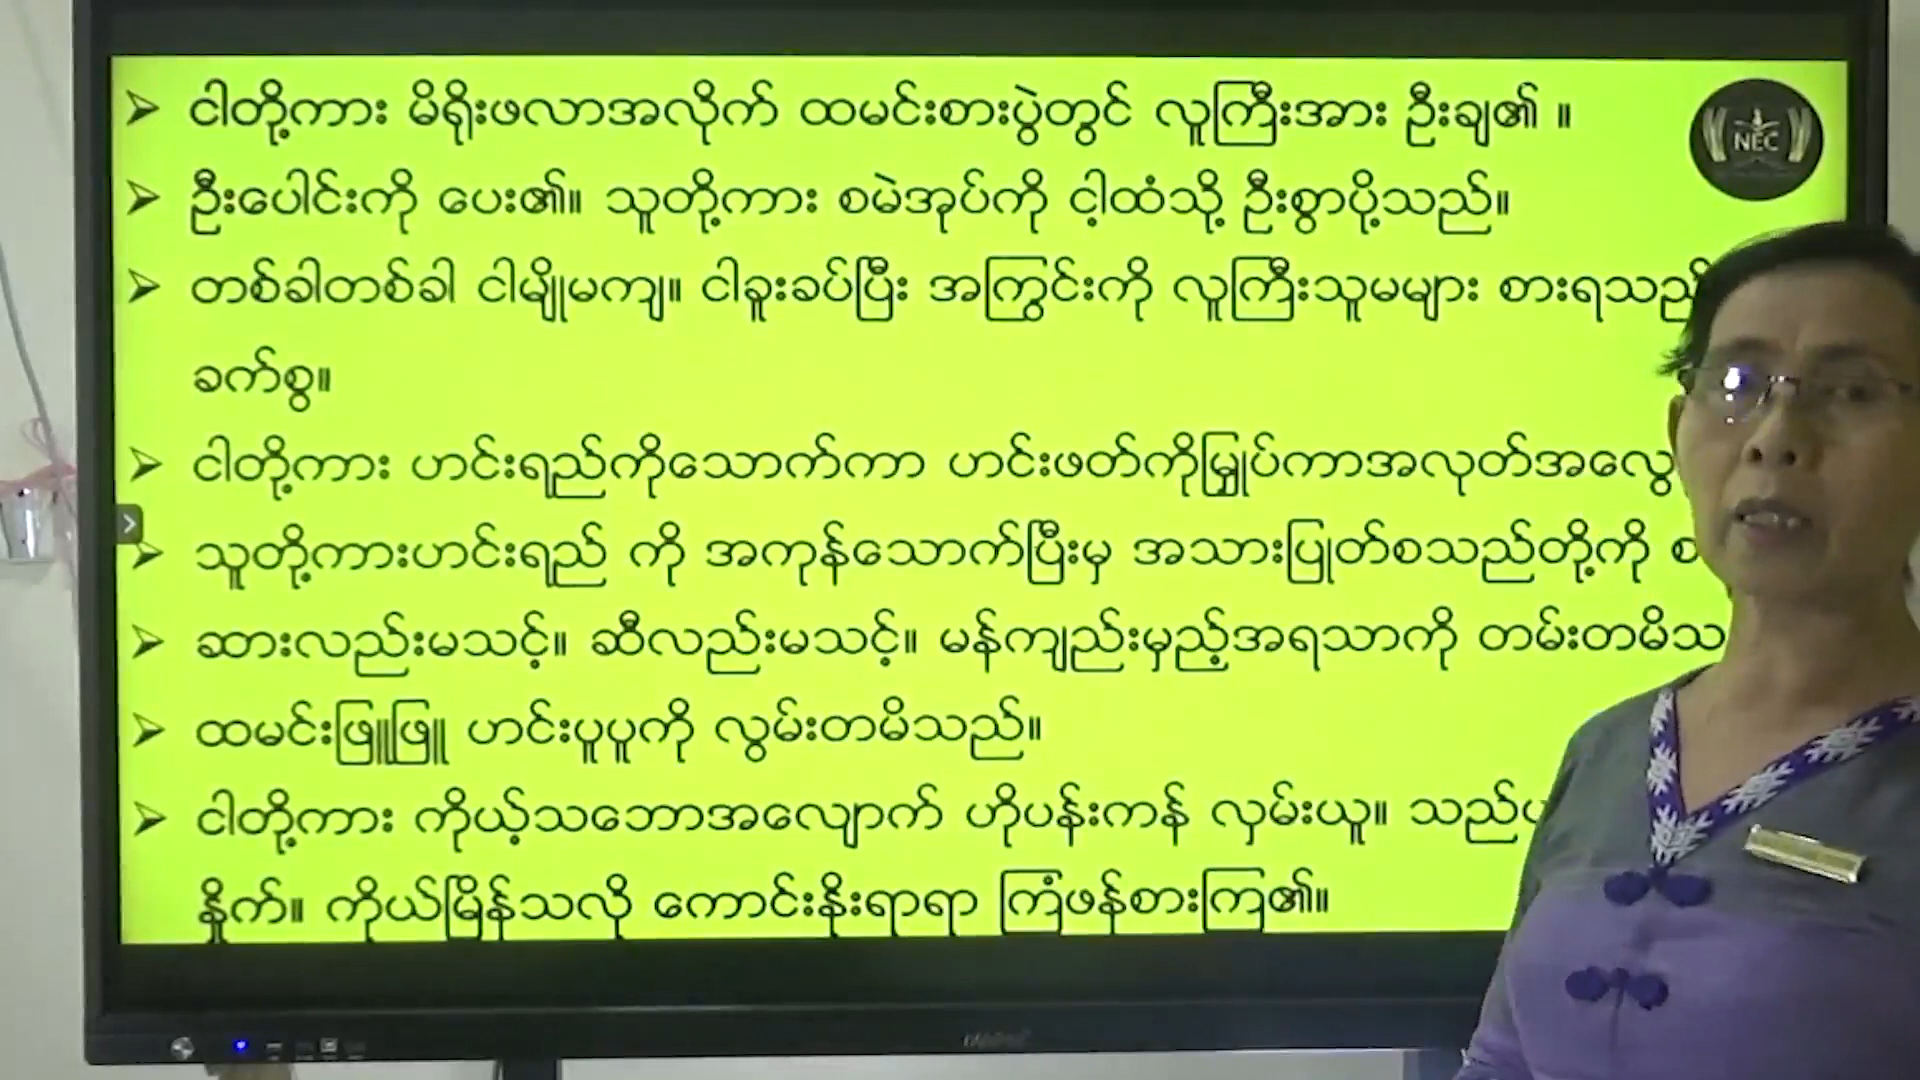 ➢ ငါတို့ကား မိရိုးဖလာအလိုက် ထမင်းစားပွဲတွင် လူကြီးအား ဦးချ၏ ။
NEC
➢ ဦးပေါင်းကို ပေး၏။ သူတို့ကား စမဲအုပ်ကို ငါ့ထံသို့ ဦးစွာပို့သည်။
➢ တစ်ခါတစ်ခါ ငါမျိုမကျ။ ငါခူးခပ်ပြီး အကြွင်းကို လူကြီးသူမများ စားရသည်
ခက်စွ။
➢ ငါတို့ကား ဟင်းရည်ကိုသောက်ကာ ဟင်းဖတ်ကိုမြှုပ်ကာအလုတ်အလွေ
➢ သူတို့ကားဟင်းရည် ကို အကုန်သောက်ပြီးမှ အသားပြုတ်စသည်တို့ကို
➢ ဆားလည်းမသင့်။ ဆီလည်းမသင့်။ မန်ကျည်းမှည့်အရသာကို တမ်းတမိသ
➢ ထမင်းဖြူဖြူ ဟင်းပူပူကို လွမ်းတမိသည်။
➢ ငါတို့ကား ကိုယ့်သဘောအလျောက် ဟိုပန်းကန် လှမ်းယူ။ သည်ပ
နှိုက်။ ကိုယ်မြိန်သလို ကောင်းနိုးရာရာ ကြံဖန်စားကြ၏။